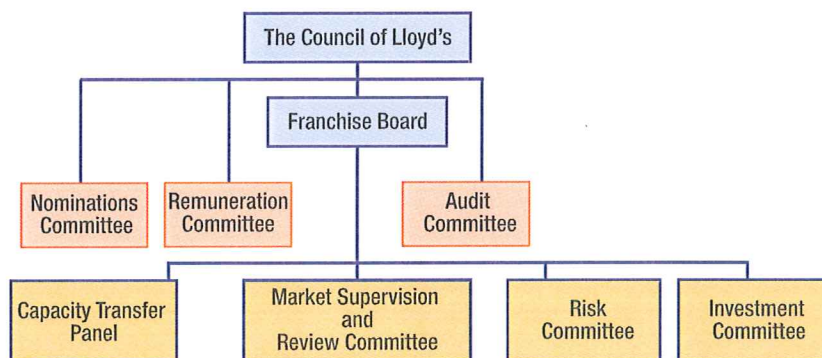 The Council of Lloyd's
Franchise Board
Nominations
Committee
Remuneration
Committee
Audit
Committee
Capacity Transfer
Panel
Market Supervision
and
Review Committee
Risk
Committee
Investment
Committee